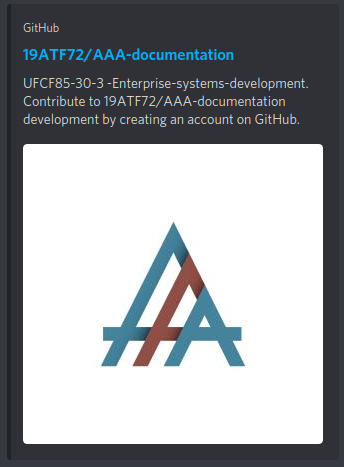 GitHub
19ATF72/AAA-documentation
UFCF85-30-3 -Enterprise-systems-development.
Contribute to 19ATF72/AAA-documentation
development by creating an account on GitHub.
AAA